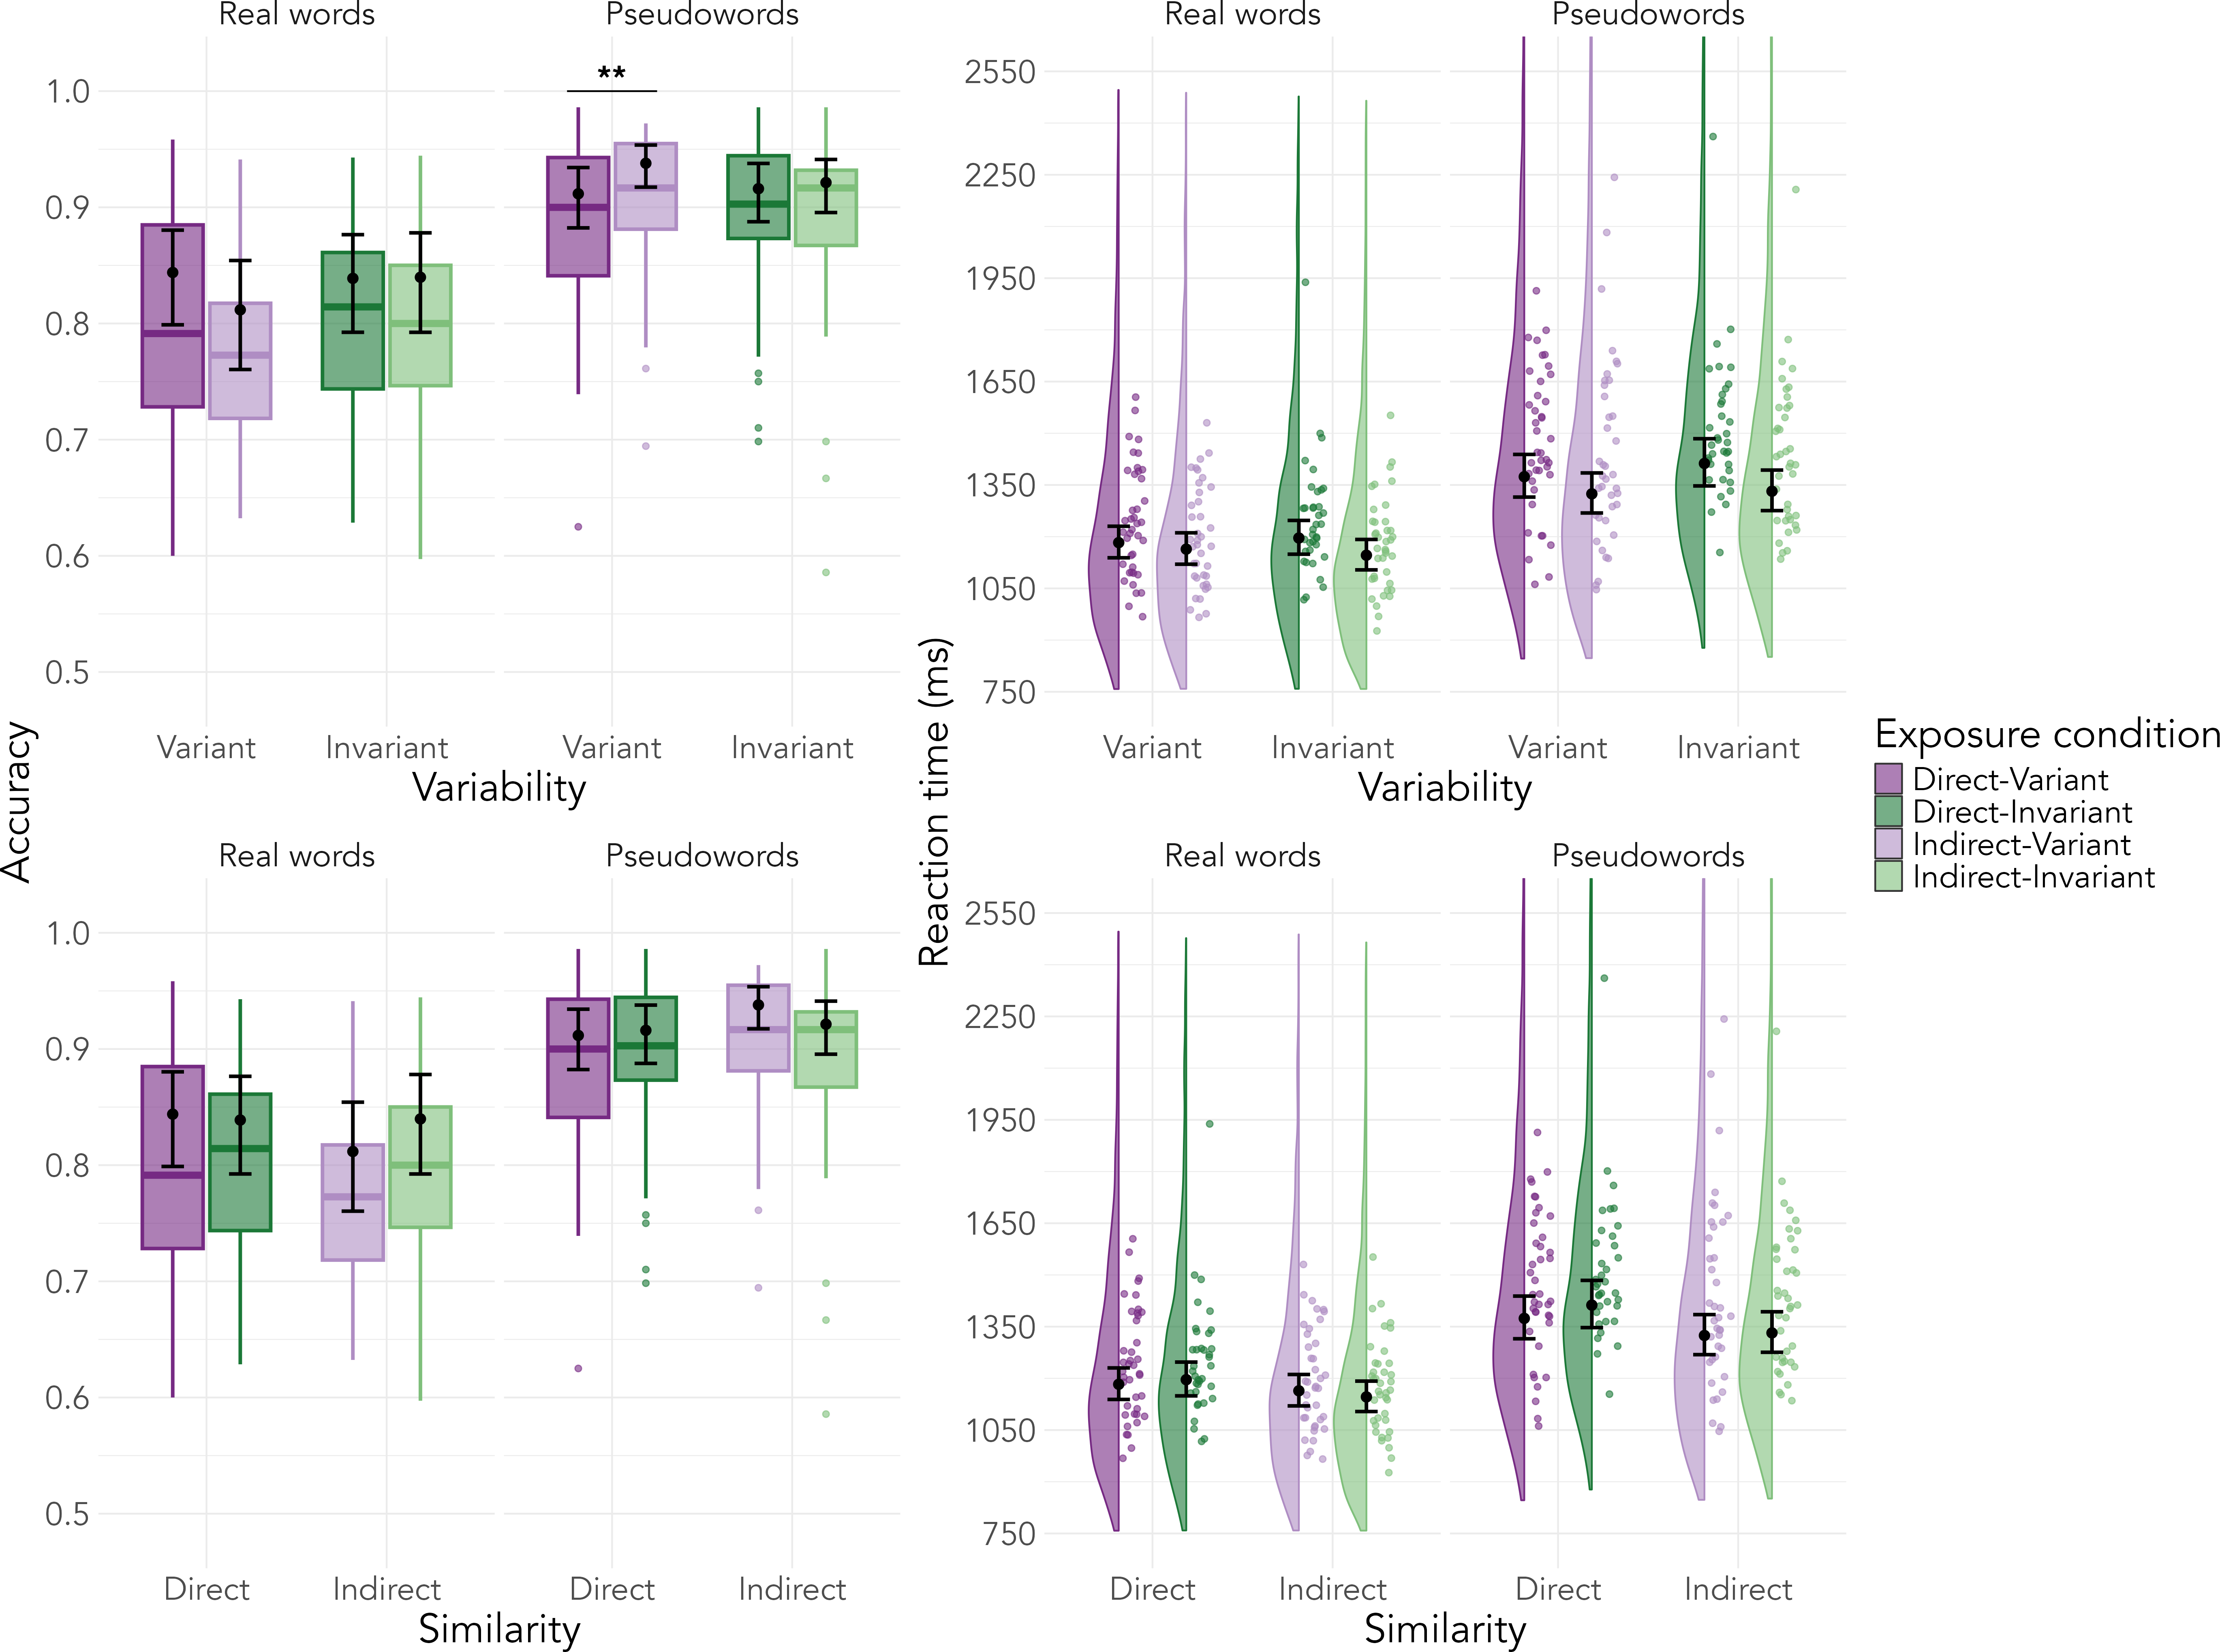 Real words Pseudowords
**
1.0
0.9
0.8
0.7
0.6
0.5
Variant Invariant Variant Invariant
Variability
Accuracy
Real words Pseudowords
1.0
0.9
0.8
0.7
0.6
0.5
Direct Indirect Direct Indirect
Similarity
Real words Pseudowords
2550
2250
1950
1650
1350
1050
750
Variant Invariant Variant Invariant
Variability
Reaction time (ms)
Real words Pseudowords
2550
2250
1950
1650
1350
1050
750
Direct Indirect Direct Indirect
Similarity
Exposure condition
Direct-Variant
Direct-Invariant
Indirect-Variant
Indirect-Invariant